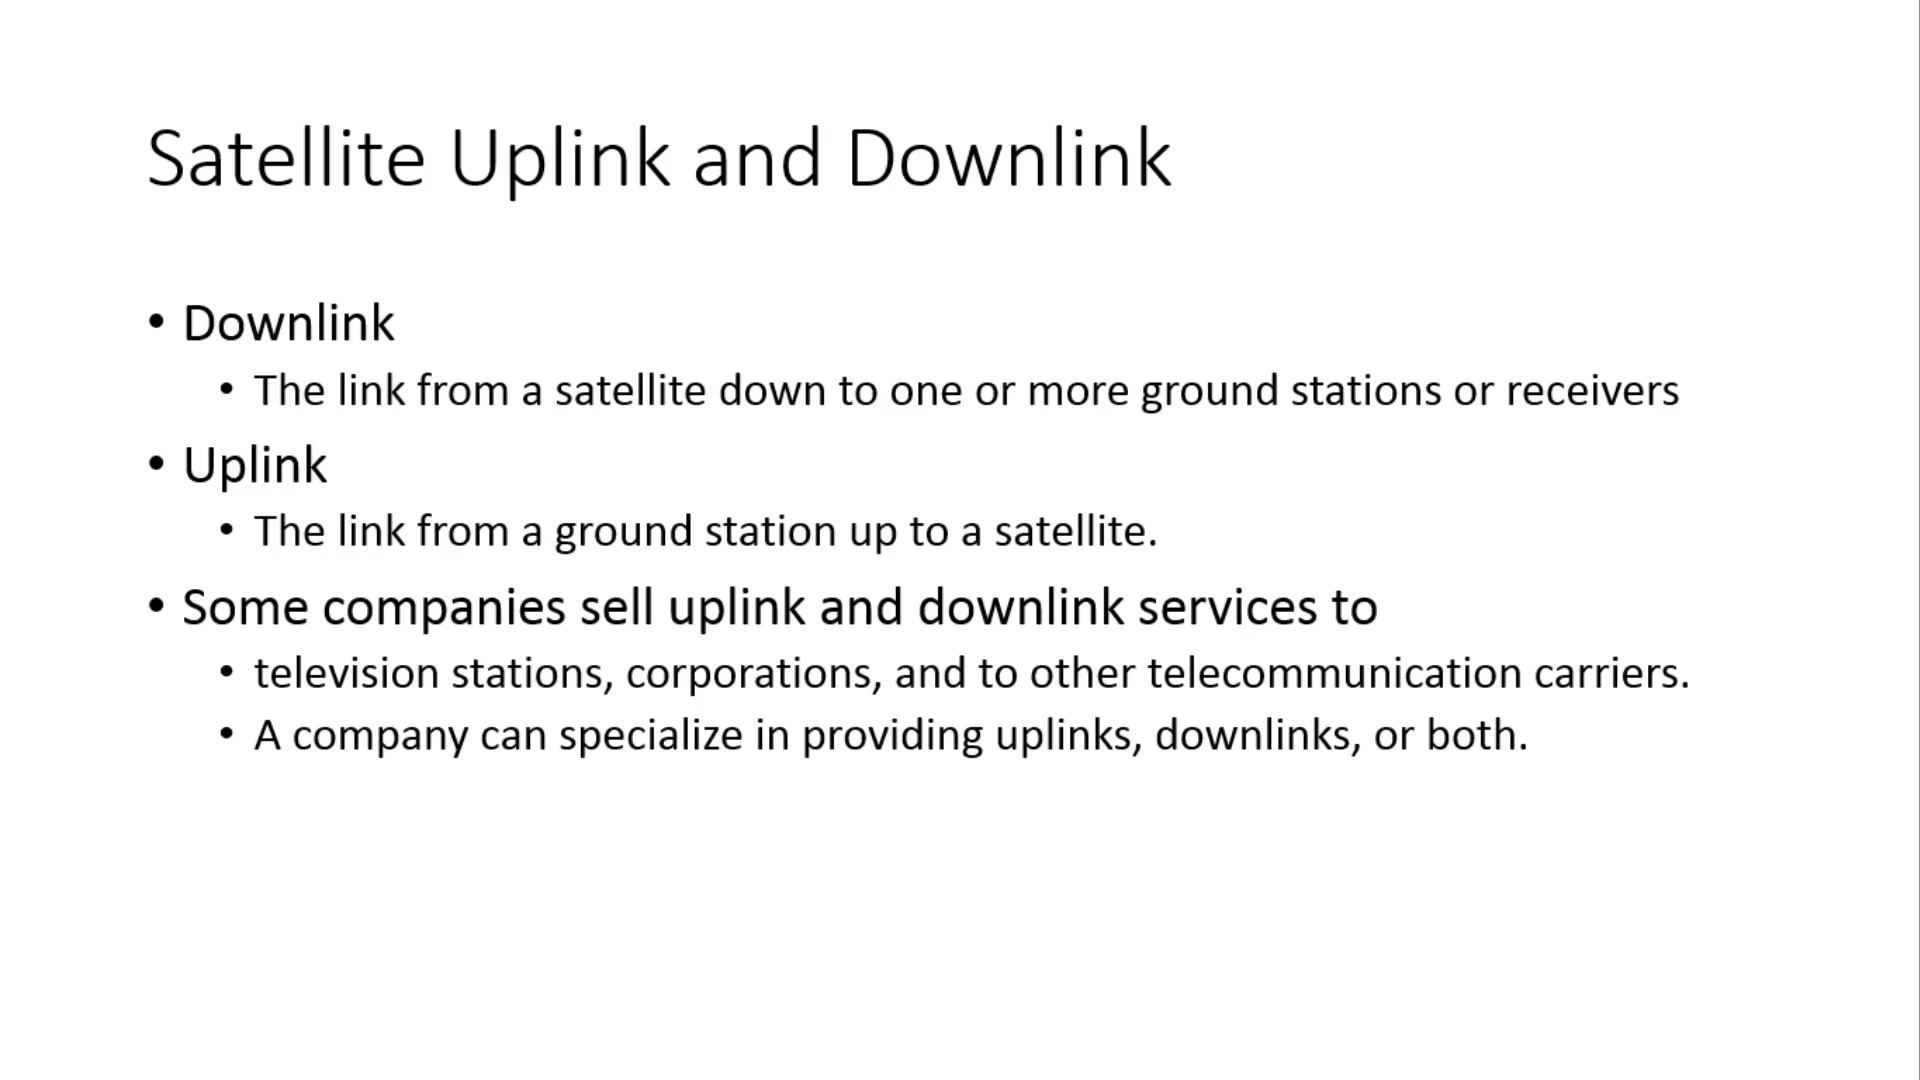 Satellite Uplink and Downlink
• Downlink
• The link from a satellite down to one or more ground stations or receivers
• Uplink
• The link from a ground station up to a satellite.
• Some companies sell uplink and downlink services to
• television stations, corporations, and to other telecommunication carriers.
• A company can specialize in providing uplinks, downlinks, or both.